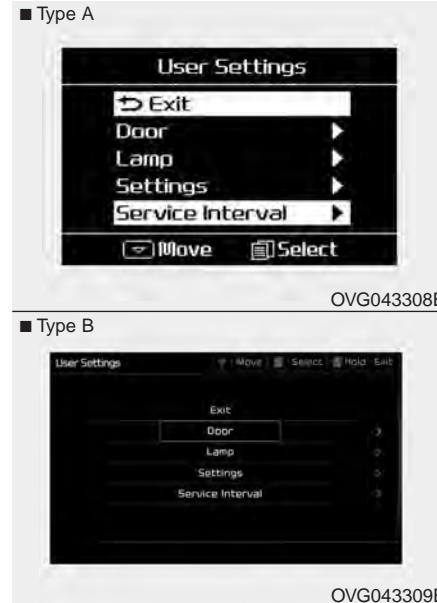 ■ Type A
User Settings
Exit
Door
Lamp
Settings
Service Interval
Move Select
OVG043308E
■ Type B
User Settings Move Select Hold Exit
Exit
Door
Lamp
Settings
Service Interval
OVG043309E